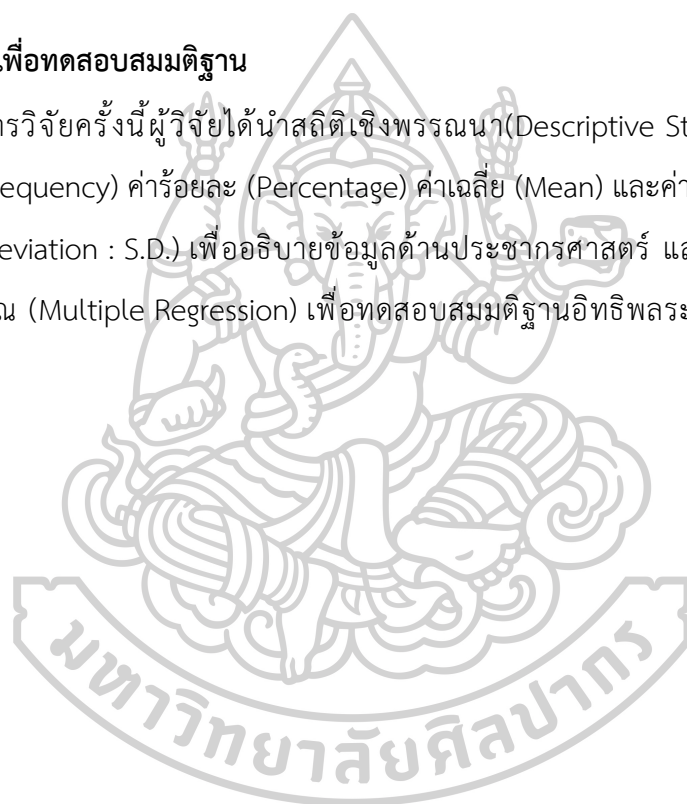 เพื่อทดสอบสมมติฐาน
ารวิจัยครั้งนี้ผู้วิจัยได้นำสถิติเชิงพรรณนา(Descriptive St
equency) ค่าร้อยละ (Percentage) ค่าเฉลี่ย (Mean) และค่า
eviation : S.D.) เพื่ออธิบายข้อมูลด้านประชากรศาสตร์ แล
ณ (Multiple Regression) เพื่อทดสอบสมมติฐานอิทธิพลระ
มหาวิทยาลัยศิลปากร